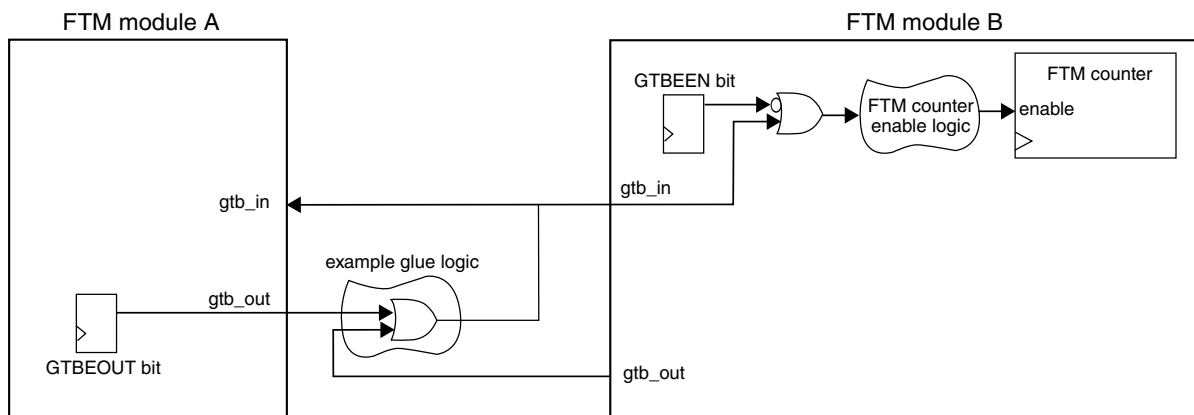 FTM module A
FTM module B
GTBEEN bit
FTM counter
enable
FTM counter
enable logic
gtb_in
gtb_in
example glue logic
gtb_out
GTBEOUT bit
gtb_out